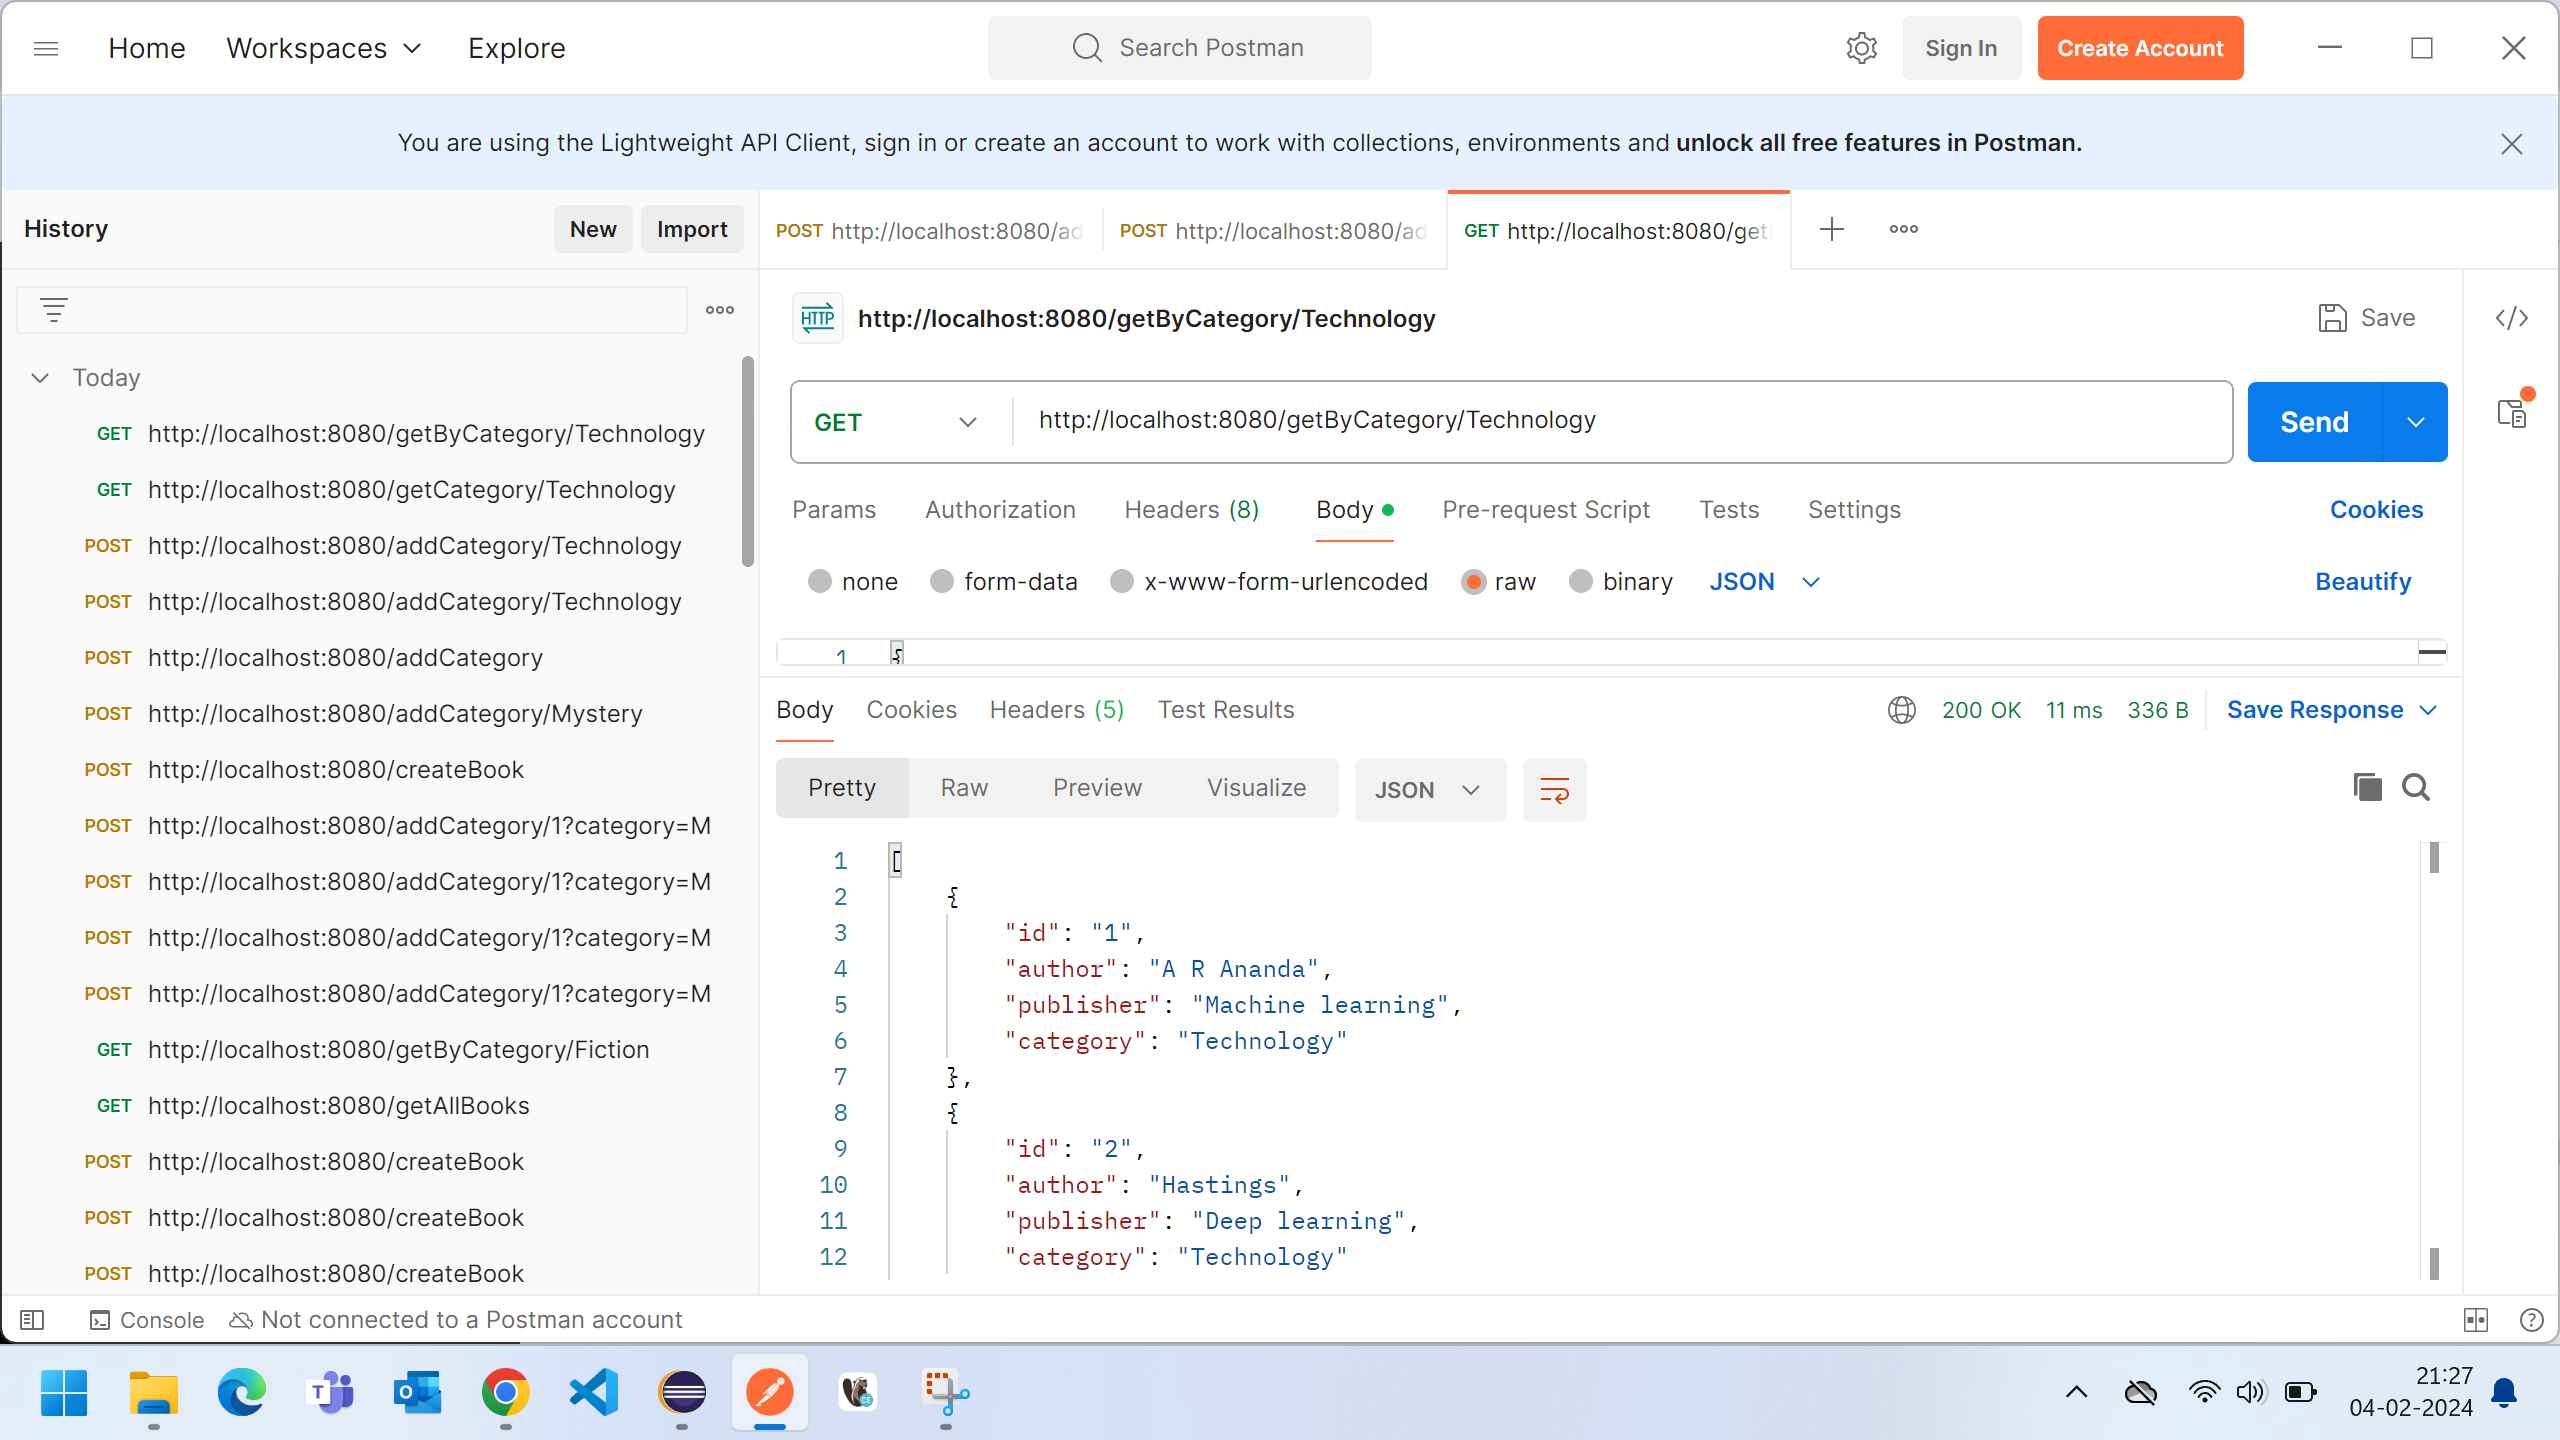 Home Workspaces Explore Search Postman Sign In Create Account
You are using the Lightweight API Client, sign in or create an account to work with collections, environments and unlock all free features in Postman.
History New Import
POST http://localhost:8080/ad POST http://localhost:8080/ad GET http://localhost:8080/get
HTTP http://localhost:8080/getByCategory/Technology Save
Today
GET http://localhost:8080/getByCategory/Technology
GET http://localhost:8080/getCategory/Technology
POST http://localhost:8080/addCategory/Technology
POST http://localhost:8080/addCategory/Technology
POST http://localhost:8080/addCategory
POST http://localhost:8080/addCategory/Mystery
POST http://localhost:8080/createBook
POST http://localhost:8080/addCategory/1?category=M
POST http://localhost:8080/addCategory/1?category=M
POST http://localhost:8080/addCategory/1?category=M
POST http://localhost:8080/addCategory/1?category=M
GET http://localhost:8080/getByCategory/Fiction
GET http://localhost:8080/getAllBooks
POST http://localhost:8080/createBook
POST http://localhost:8080/createBook
POST http://localhost:8080/createBook
GET http://localhost:8080/getByCategory/Technology Send
Params Authorization Headers (8) Body Pre-request Script Tests Settings Cookies
none form-data x-www-form-urlencoded raw binary JSON Beautify
1 {
Body Cookies Headers (5) Test Results 200 OK 11 ms 336 B Save Response
Pretty Raw Preview Visualize JSON
1 [
2 {
3 "id": "1",
4 "author": "A R Ananda",
5 "publisher": "Machine learning",
6 "category": "Technology"
7 },
8 {
9 "id": "2",
10 "author": "Hastings",
11 "publisher": "Deep learning",
12 "category": "Technology"
Console Not connected to a Postman account
21:27
04-02-2024